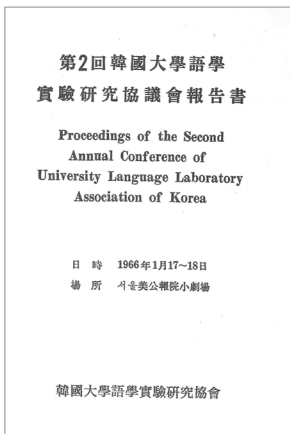 第2回韓國大學語學
實驗研究協議會報告書
Proceedings of the Second
Annual Conference of
University Language Laboratory
Association of Korea
日 時 1966年1月17~18日
場 所 서울美公報院小劇場
韓國大學語學實驗研究協會